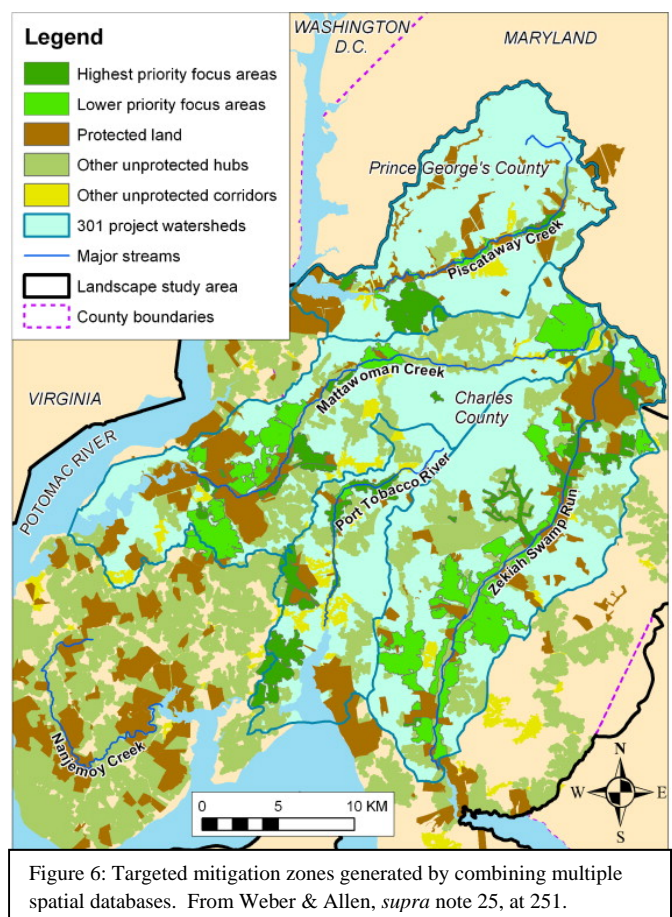 Legend
Highest priority focus areas
Lower priority focus areas
Protected land
Other unprotected hubs
Other unprotected corridors
301 project watersheds
Major streams
Landscape study area
County boundaries
WASHINGTON
D.C.
MARYLAND
Prince George's County
Piscataway Creek
VIRGINIA
POTOMAC RIVER
Mattawoman Creek
Charles
County
Port Tobacco River
Zekiah Swamp Run
Nanjemoy Creek
0 5 10 KM
N
W E
S
Figure 6: Targeted mitigation zones generated by combining multiple
spatial databases. From Weber & Allen, supra note 25, at 251.